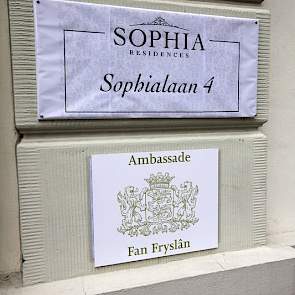 SOPHIA
RESIDENCES
Sophialaan 4
Ambassade
Fan Fryslân